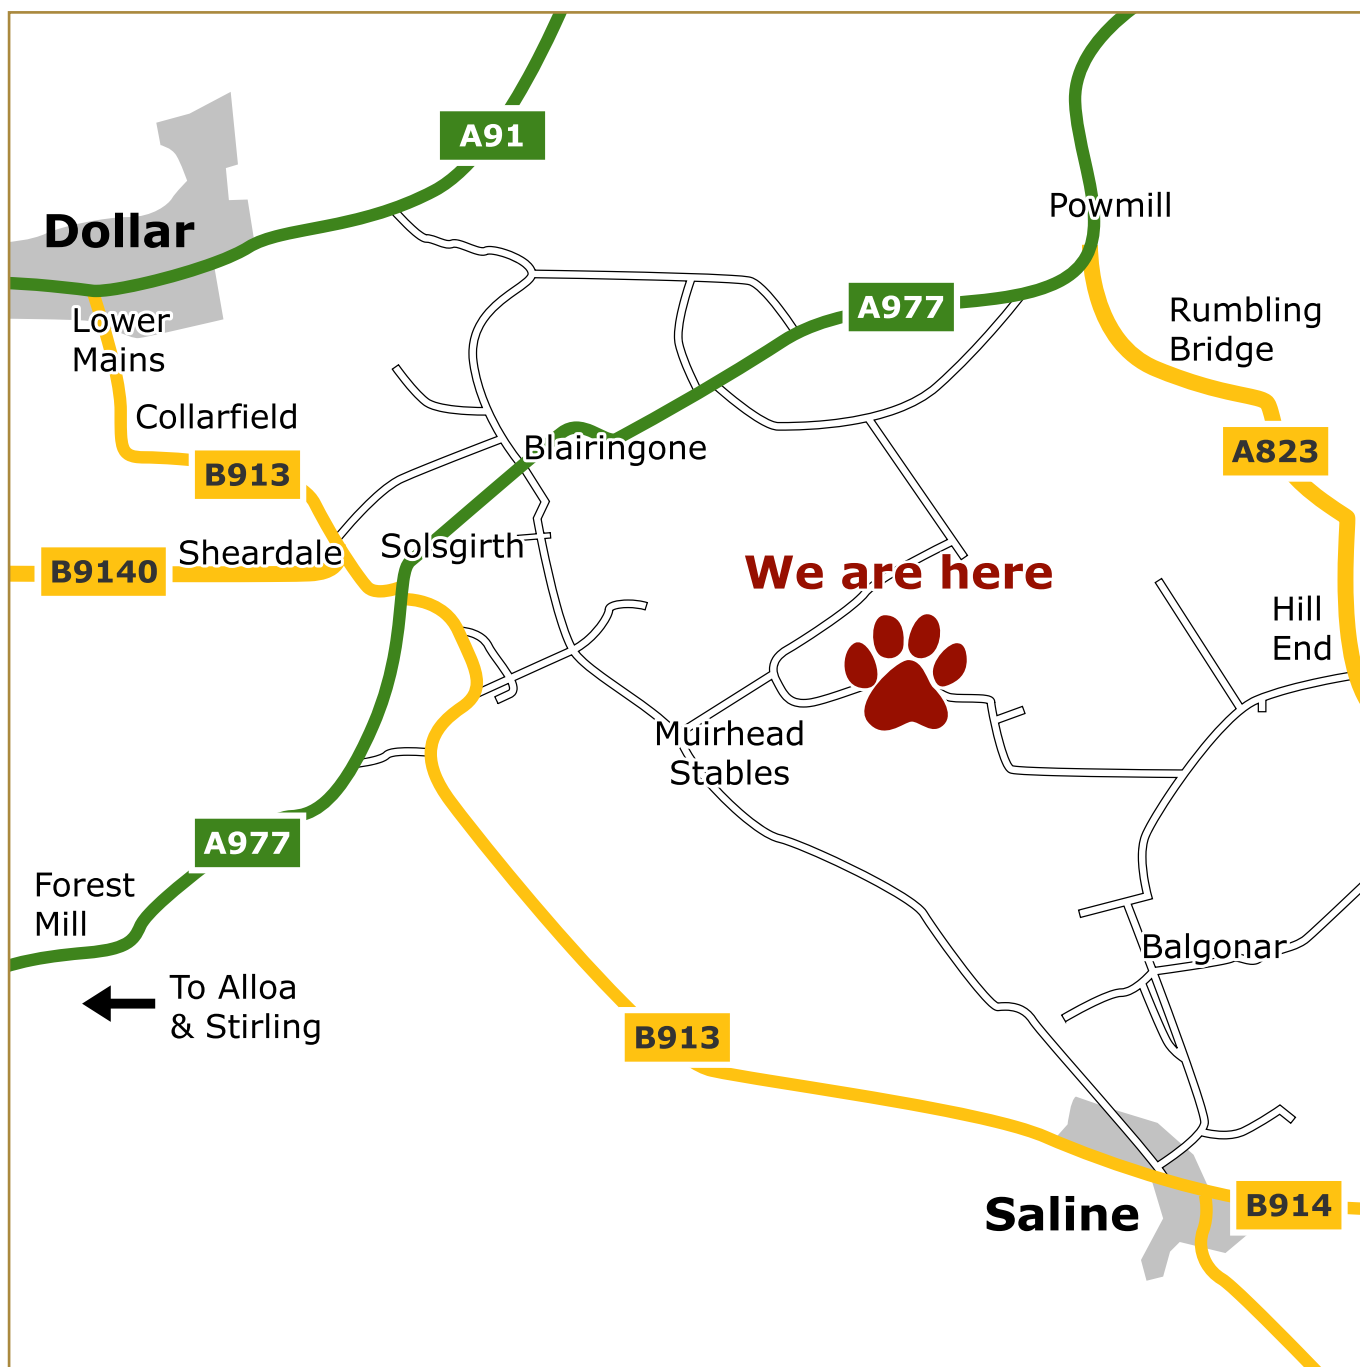 A91
Powmill
Dollar
A977
Lower
Mains
Rumbling
Bridge
Collarfield
Blairingone
A823
B913
Solsgirth
Sheardale
B9140
We are here
Hill
End
Muirhead
Stables
A977
Forest
Mill
Balgonar
To Alloa
& Stirling
B913
Saline
B914